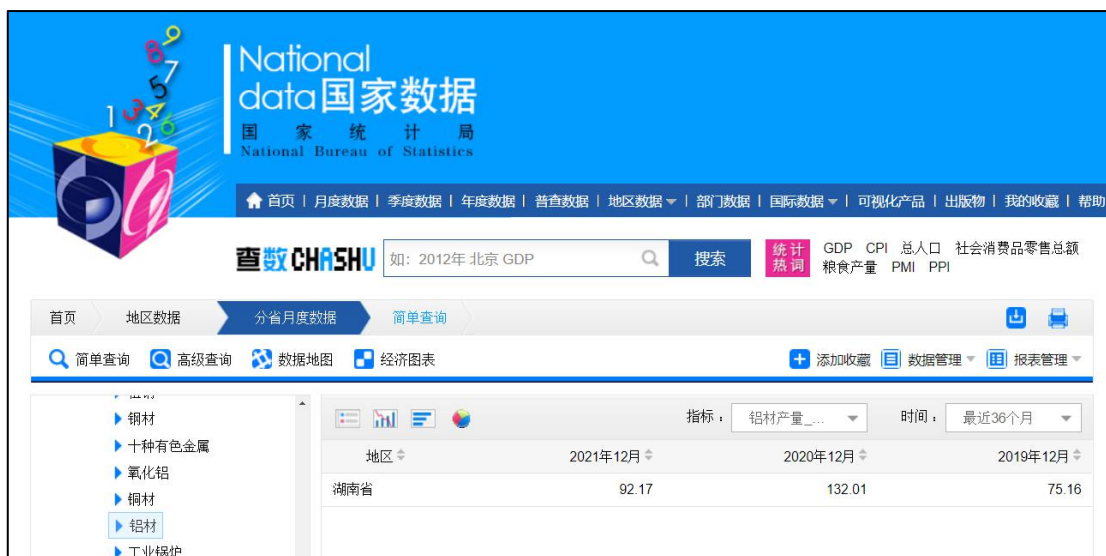 National
data国家数据
国 家 统 计 局
National Bureau of Statistics
首页 | 月度数据 | 季度数据 | 年度数据 | 普查数据 | 地区数据 | 部门数据 | 国际数据 | 可视化产品 | 出版物 | 我的收藏 | 帮助
查数 CHASHU 如: 2012年 北京 GDP 搜索 统计热词 GDP CPI 总人口 社会消费品零售总额
粮食产量 PMI PPI
首页 地区数据 分省月度数据 简单查询
简单查询 高级查询 数据地图 经济图表 添加收藏 数据管理 报表管理
钢材
十种有色金属
氧化铝
铜材
铝材
工业锅炉
指标: 铝材产量_... 时间: 最近36个月
地区 2021年12月 2020年12月 2019年12月
湖南省 92.17 132.01 75.16